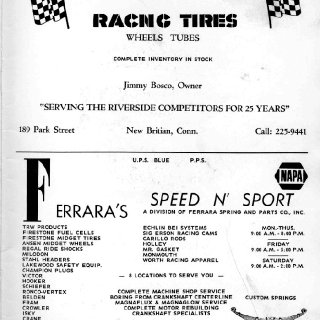 RACING TIRES
WHEELS TUBES
COMPLETE INVENTORY IN STOCK
Jimmy Bosco, Owner
"SERVING THE RIVERSIDE COMPETITORS FOR 25 YEARS"
189 Park Street New Britian, Conn. Call: 225-9441
U.P.S. BLUE P.P.S.
NAPA
FERRARA'S SPEED N' SPORT
A DIVISION OF FERRARA SPRING AND PARTS CO., INC.
TRW PRODUCTS
FIRESTONE FUEL CELLS
FIRESTONE MIDGET TIRES
ANSEN MIDGET WHEELS
REGAL RIDE SHOCKS
MILODON
STAHL HEADERS
LAKEWOOD SAFETY EQUIP.
CHAMPION PLUGS
VICTOR
HOOKER
SCHIEFER
BORG-WARNER
BELDEN
FRAM
CROWLER
ISKY
CRANE
ECHLIN BEI SYSTEMS
SIG ERSON RACING CAMS
CARILLO RODS
HOLLEY
MR. GASKET
MONMOUTH
WORTH RACING APPAREL
MON.-THUS.
9:00 A.M. - 8:00 P.M.
FRIDAY
9:00 A.M. - 9:00 P.M.
SATURDAY
9:00 A.M. - 2:00 P.M.
LOCATIONS TO SERVE YOU
COMPLETE MACHINE SHOP SERVICE
BORING FROM CRANKSHAFT CENTERLINE
MAGNAFLUX & MAGNAGLOW SERVICE
COMPLETE MOTOR REBUILDING
CRANKSHAFT SPECIALISTS
CUSTOM SPRINGS